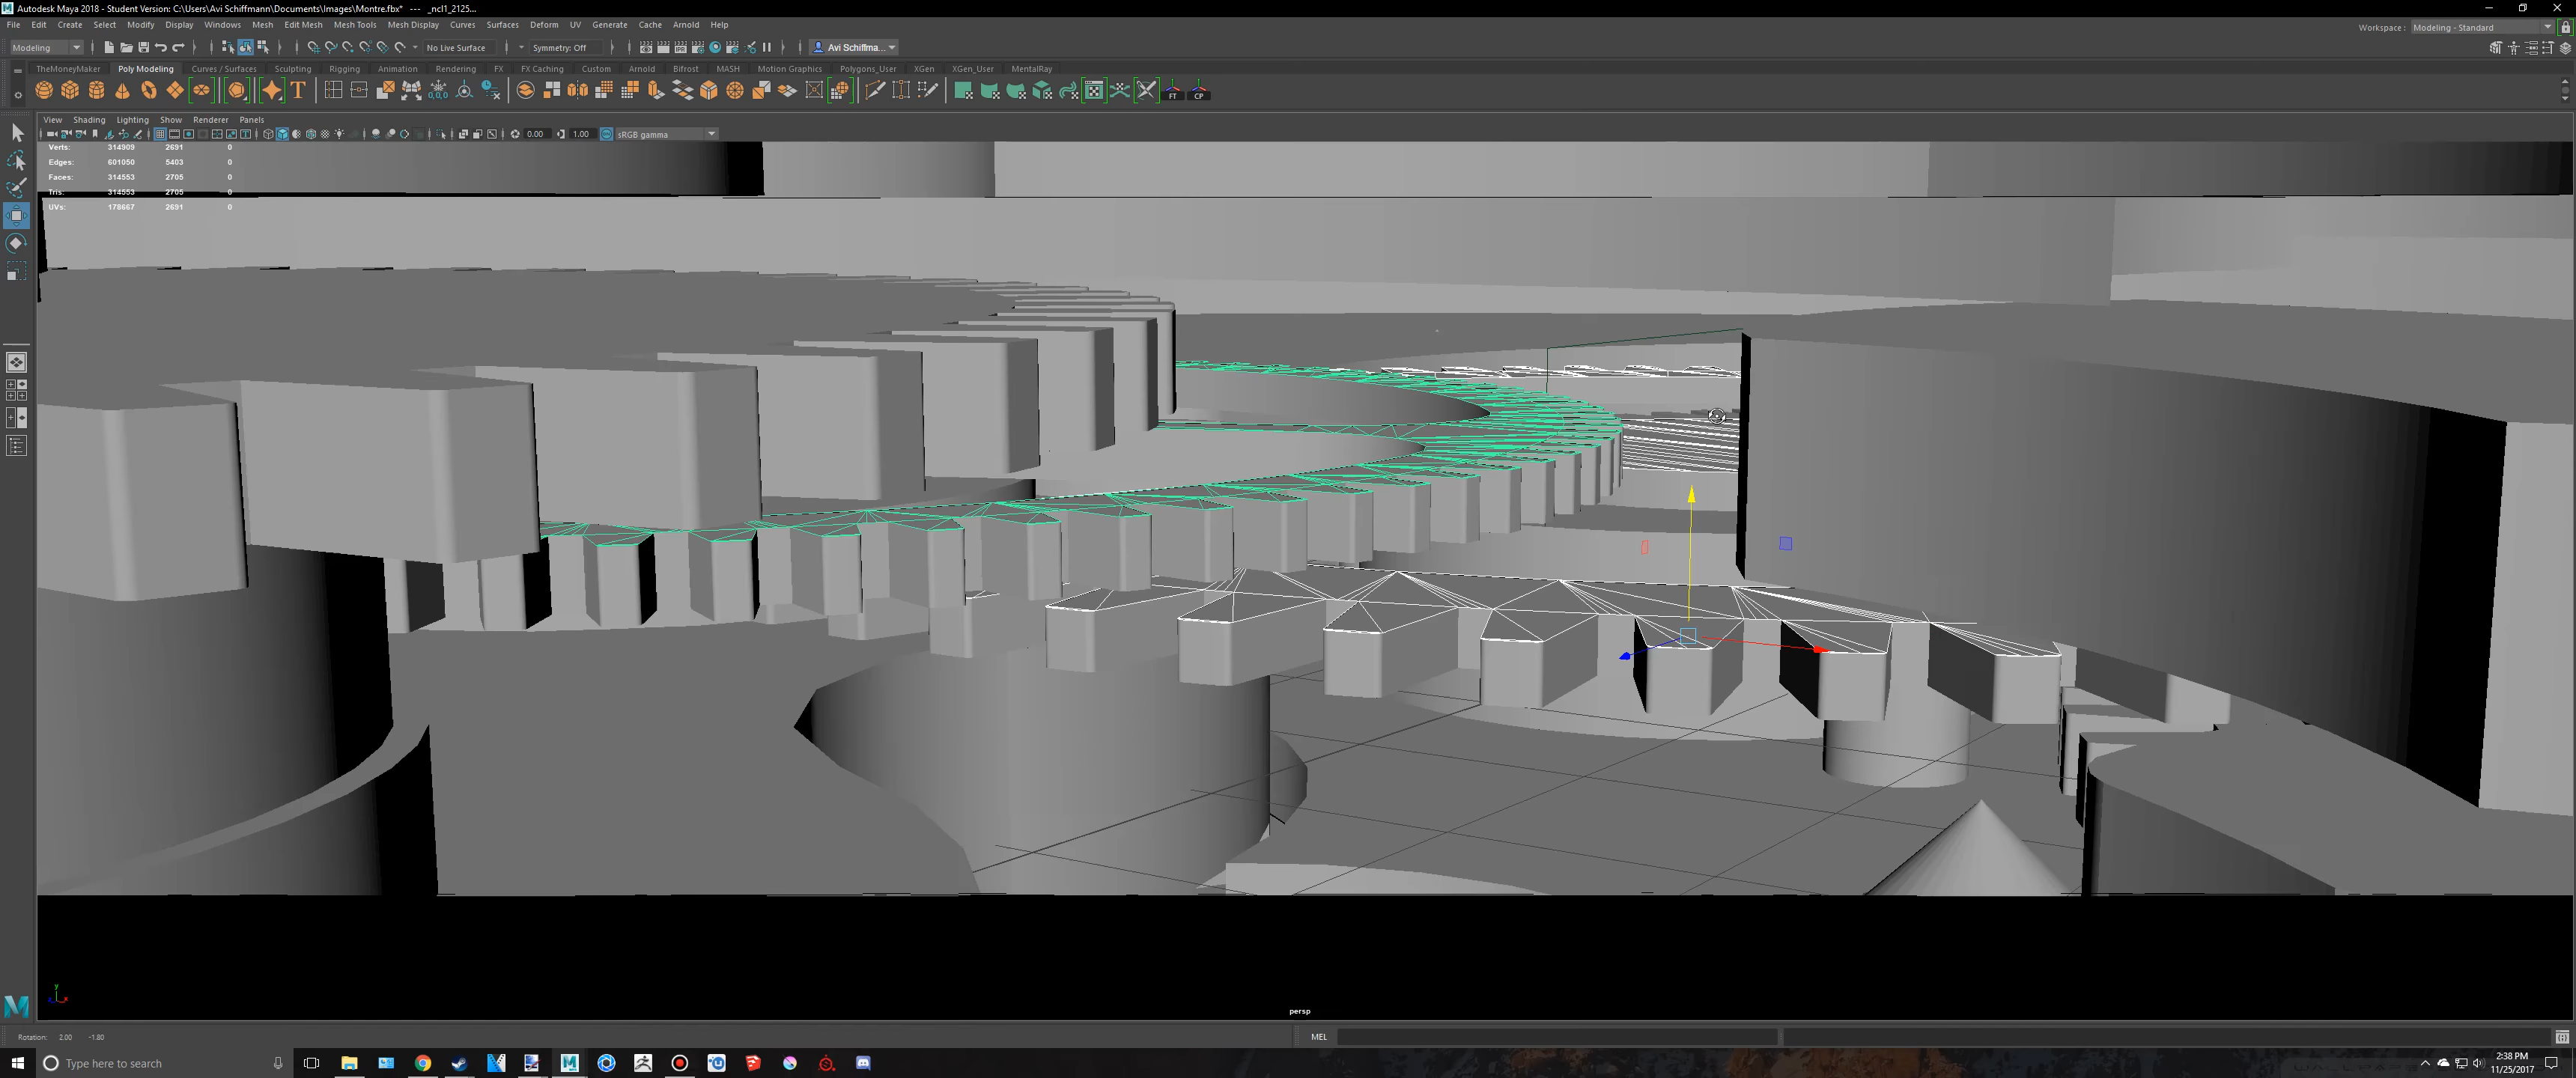 Autodesk Maya 2018 - Student Version: C:\Users\Avi Schiffmann\Documents\Images\Montre.fbx* --- _ncl1_2125...
File Edit Create Select Modify Display Windows Mesh Edit Mesh Mesh Tools Mesh Display Curves Surfaces Deform UV Generate Cache Arnold Help
Workspace : Modeling - Standard
Modeling No Live Surface Symmetry: Off Avi Schiffma...
TheMoneyMaker Poly Modeling Curves / Surfaces Sculpting Rigging Animation Rendering FX FX Caching Custom Arnold Bifrost MASH Motion Graphics Polygons_User XGen XGen_User MentalRay
T 0,0,0 FT CP
View Shading Lighting Show Renderer Panels
0.00 1.00 sRGB gamma
Verts: 314909 2691 0
Edges: 601050 5403 0
Faces: 314553 2705 0
Tris: 314553 2705 0
UVs: 178667 2691 0
y
persp
Rotation: 2.00 -1.80
MEL
Type here to search
2:38 PM
11/25/2017